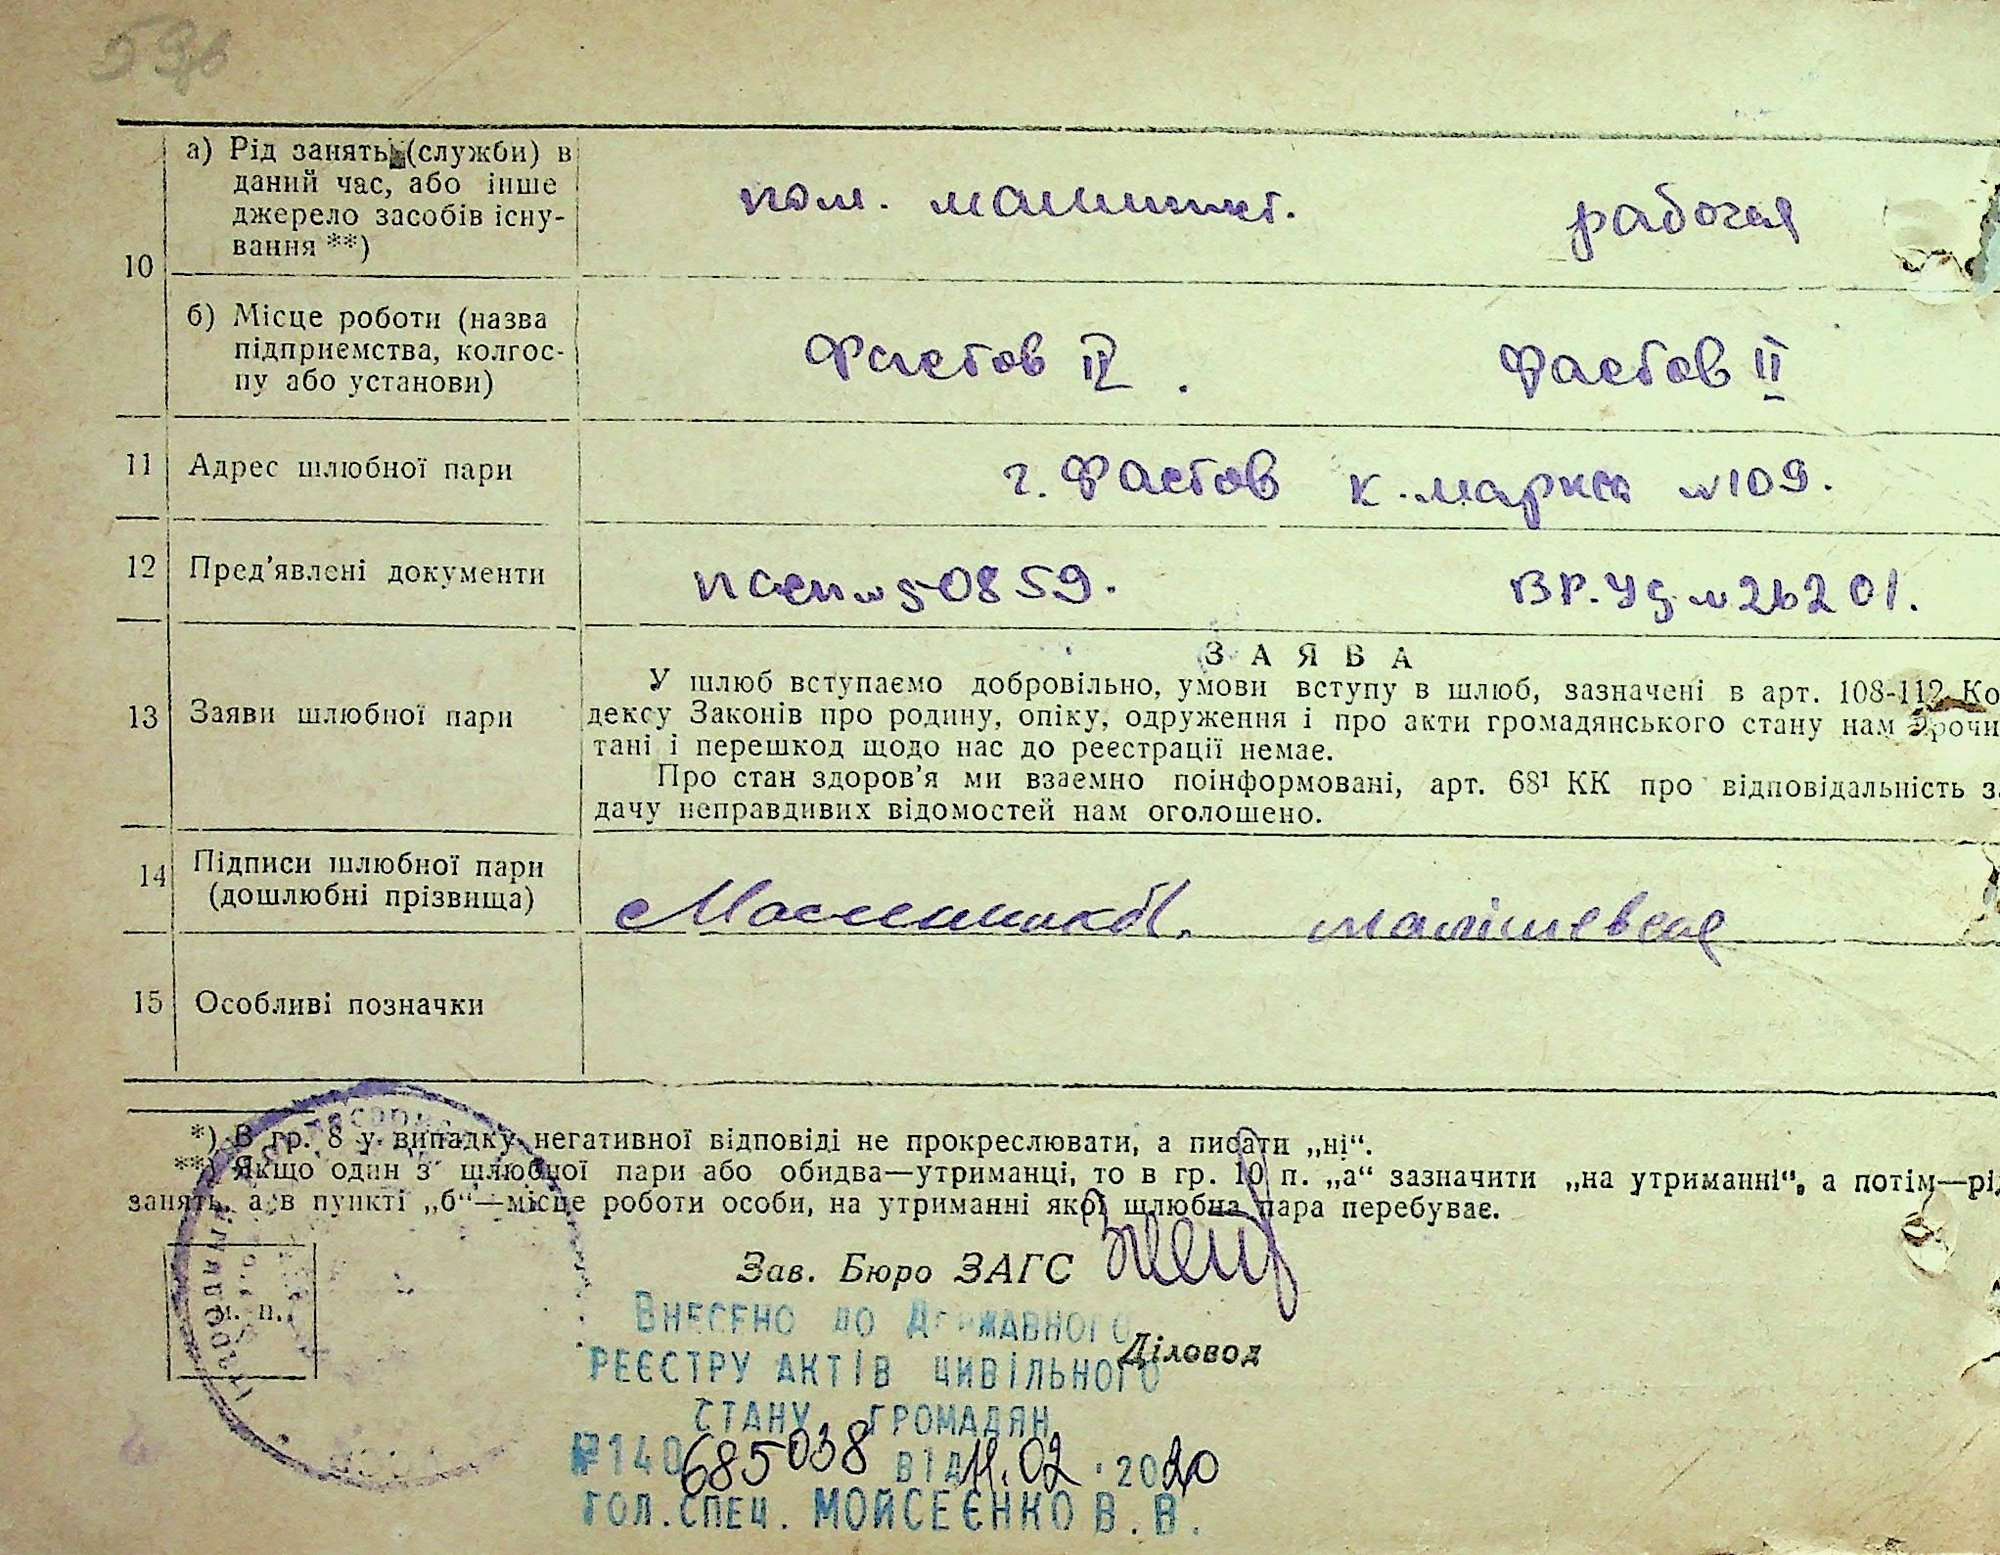 10
а) Рід занять (служби) в
даний час, або інше
джерело засобів існу-
вання **)
пом. машинист.
рабочая
б) Місце роботи (назва
підприємства, колгос-
пу або установи)
Фастов II.
Фастов II
11
Адрес шлюбної пари
г. Фастов К. Маркса №109.
12
Пред'явлені документи
№50859.
вр. уд №26201.
13
Заяви шлюбної пари
ЗАЯВА
У шлюб вступаємо добровільно, умови вступу в шлюб, зазначені в арт. 108-112 Ко
дексу Законів про родину, опіку, одруження і про акти громадянського стану нам прочи
тані і перешкод щодо нас до реєстрації немає.
Про стан здоров'я ми взаємно поінформовані, арт. 68¹ КК про відповідальність за
дачу неправдивих відомостей нам оголошено.
14
Підписи шлюбної пари
(дошлюбні прізвища)
15
Особливі позначки
*) В гр. 8 у випадку негативної відповіді не прокреслювати, а писати „ні“.
**) Якщо один з шлюбної пари або обидва—утриманці, то в гр. 10 п. „а“ зазначити „на утриманні“, а потім—рід
занять, а в пункті „б“—місце роботи особи, на утриманні якої шлюбна пара перебуває.
Зав. Бюро ЗАГС
м. п.
Діловод
ВНЕСЕНО ДО ДЕРЖАВНОГО
РЕЄСТРУ АКТІВ ЦИВІЛЬНОГО
СТАНУ ГРОМАДЯН
№140685038 ВІД 11.02.2020
ГОЛ.СПЕЦ. МОЙСЕЄНКО В.В.